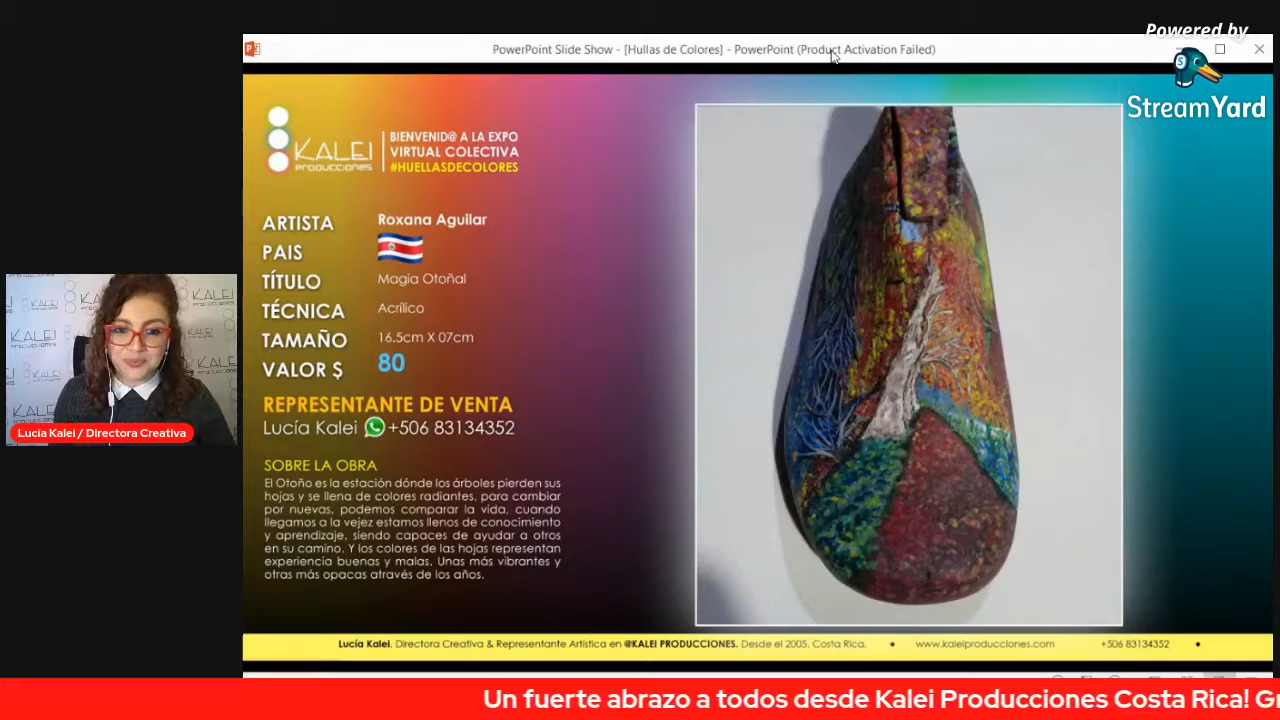 Powered by
StreamYard
PowerPoint Slide Show - [Hullas de Colores] - PowerPoint (Product Activation Failed)
KALEI
PRODUCCIONES
BIENVENID@ A LA EXPO
VIRTUAL COLECTIVA
#HUELLASDECOLORES
ARTISTA Roxana Aguilar
PAIS
TÍTULO Magia Otoñal
TÉCNICA Acrílico
TAMAÑO 16.5cm X 07cm
VALOR $ 80
REPRESENTANTE DE VENTA
Lucía Kalei +506 83134352
SOBRE LA OBRA
El Otoño es la estación dónde los árboles pierden sus
hojas y se llena de colores radiantes, para cambiar
por nuevas, podemos comparar la vida, cuando
llegamos a la vejez estamos llenos de conocimiento
y aprendizaje, siendo capaces de ayudar a otros
en su camino. Y los colores de las hojas representan
experiencia buenas y malas. Unas más vibrantes y
otras más opacas através de los años.
Lucía Kalei / Directora Creativa
Lucía Kalei. Directora Creativa & Representante Artística en @KALEI PRODUCCIONES. Desde el 2005. Costa Rica. • www.kaleiproducciones.com +506 83134352 •
Un fuerte abrazo a todos desde Kalei Producciones Costa Rica! G